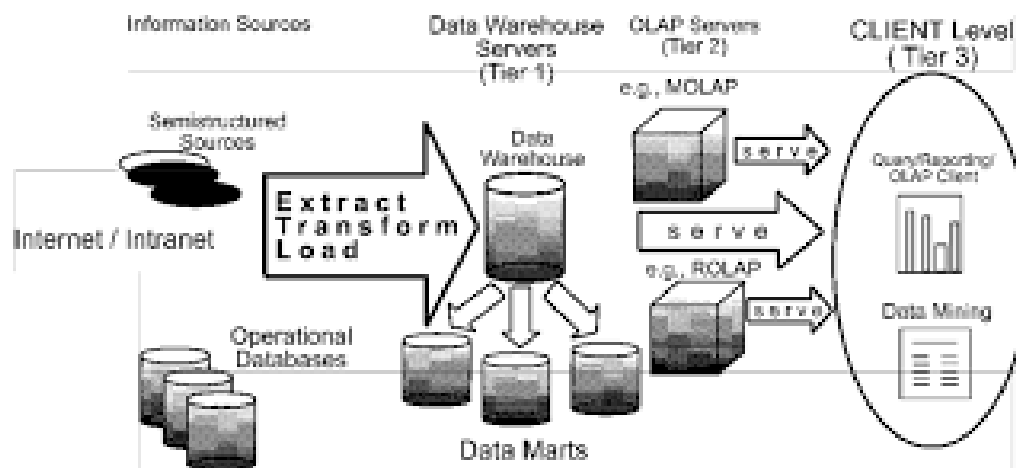 Information Sources
Data Warehouse
Servers
(Tier 1)
OLAP Servers
(Tier 2)
CLIENT Level
( Tier 3)
e.g., MOLAP
Semistructured
Sources
Data
Warehouse
serve
Query/Reporting/
OLAP Client
Extract
Transform
Load
serve
Internet / Intranet
e.g., ROLAP
serve
Data Mining
Operational
Databases
Data Marts